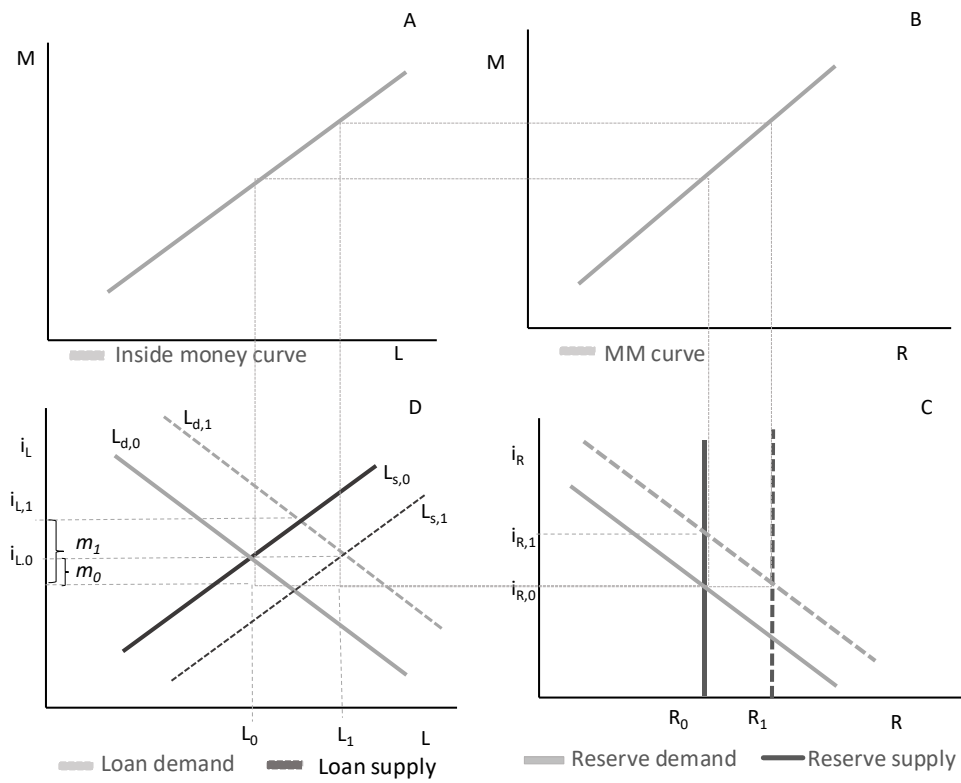 A
M
L
Inside money curve
B
M
R
MM curve
D
i_L
L_d,0
L_d,1
L_s,0
L_s,1
i_L,1
m_1
i_L.0
m_0
L_0
L_1
L
Loan demand
Loan supply
C
i_R
i_R,1
i_R,0
R_0
R_1
R
Reserve demand
Reserve supply